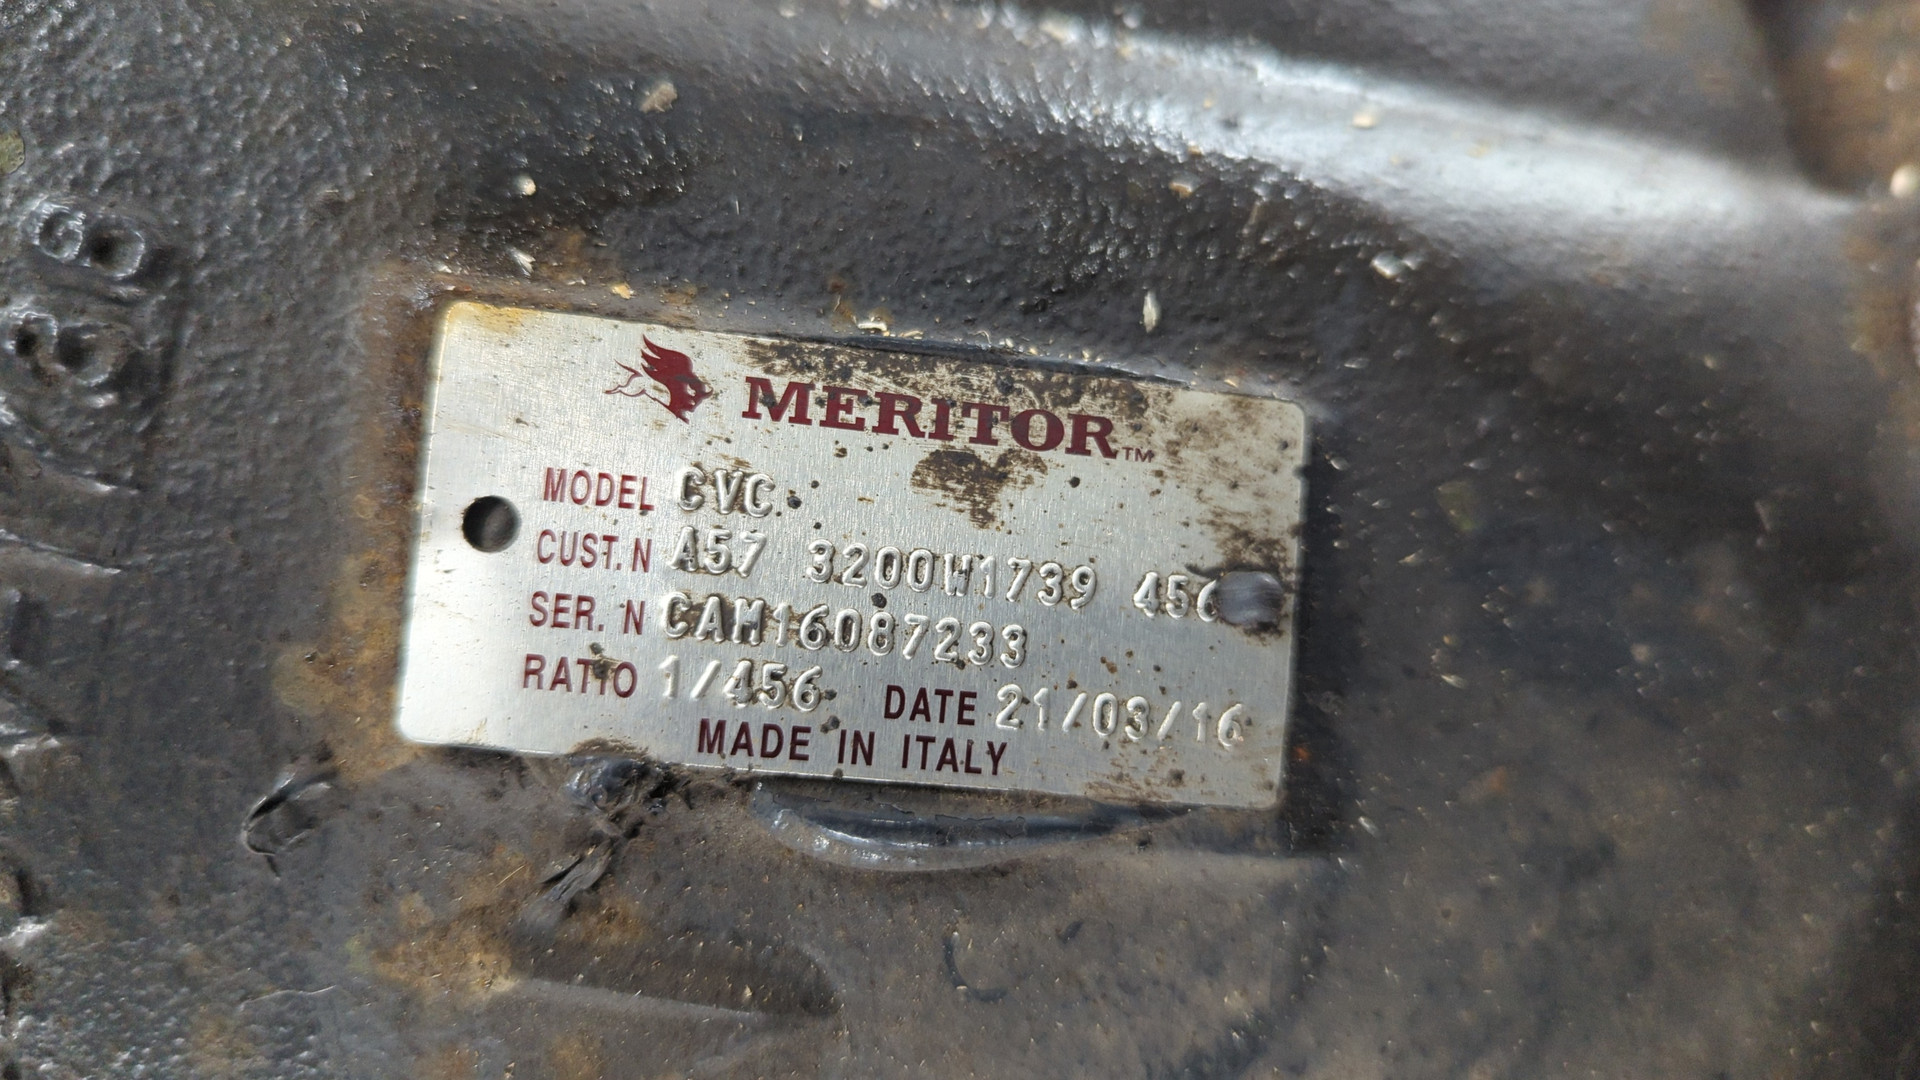 MERITOR™
MODEL CVC
CUST. N A57 3200W1739 456
SER. N CAM16087233
RATIO 1/456 DATE 21/03/16
MADE IN ITALY